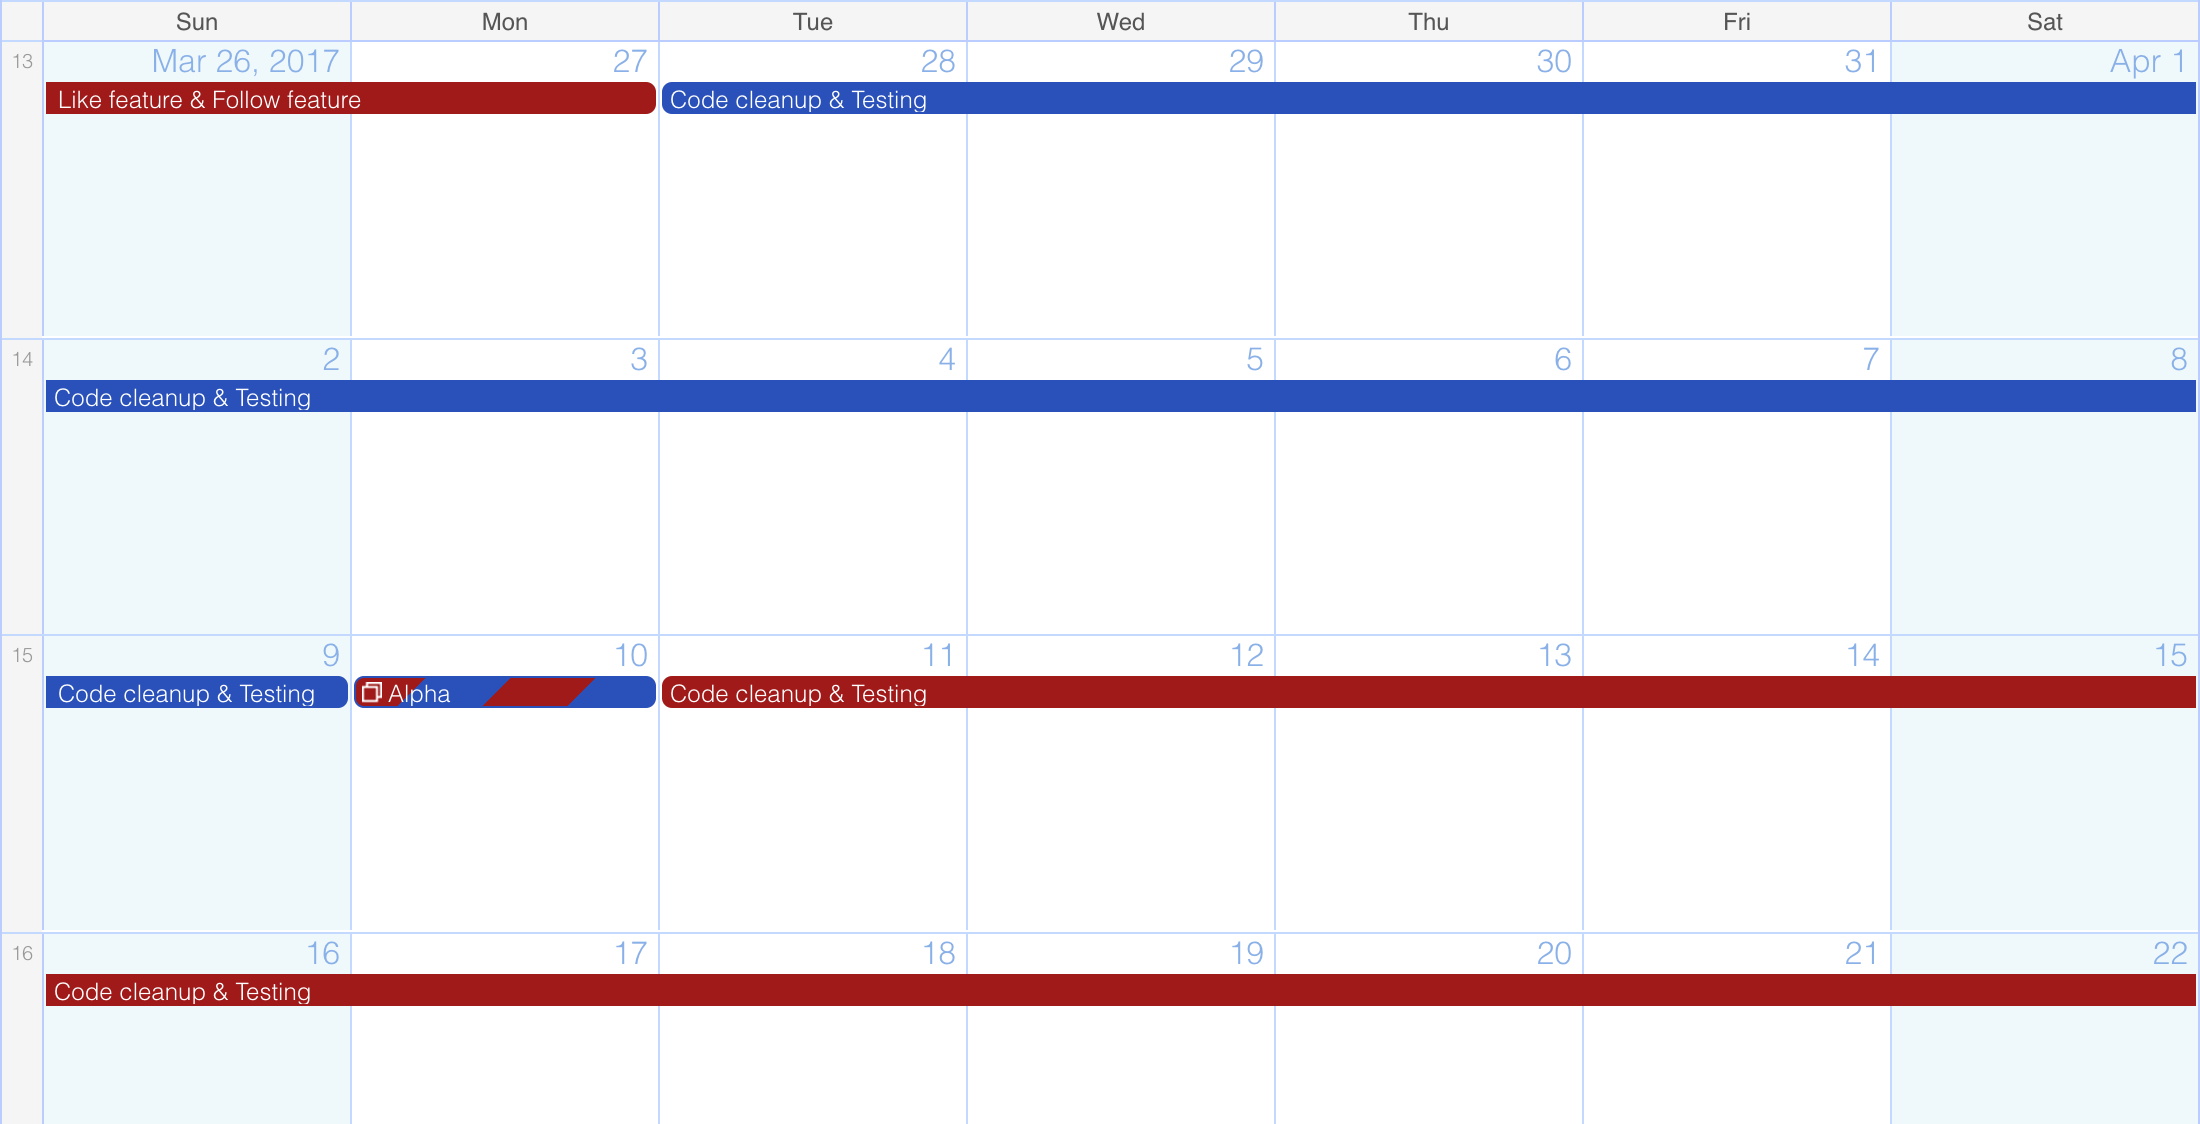 Sun Mon Tue Wed Thu Fri Sat
13 Mar 26, 2017 27 28 29 30 31 Apr 1
Like feature & Follow feature Code cleanup & Testing
14 2 3 4 5 6 7 8
Code cleanup & Testing
15 9 10 11 12 13 14 15
Code cleanup & Testing Alpha Code cleanup & Testing
16 16 17 18 19 20 21 22
Code cleanup & Testing